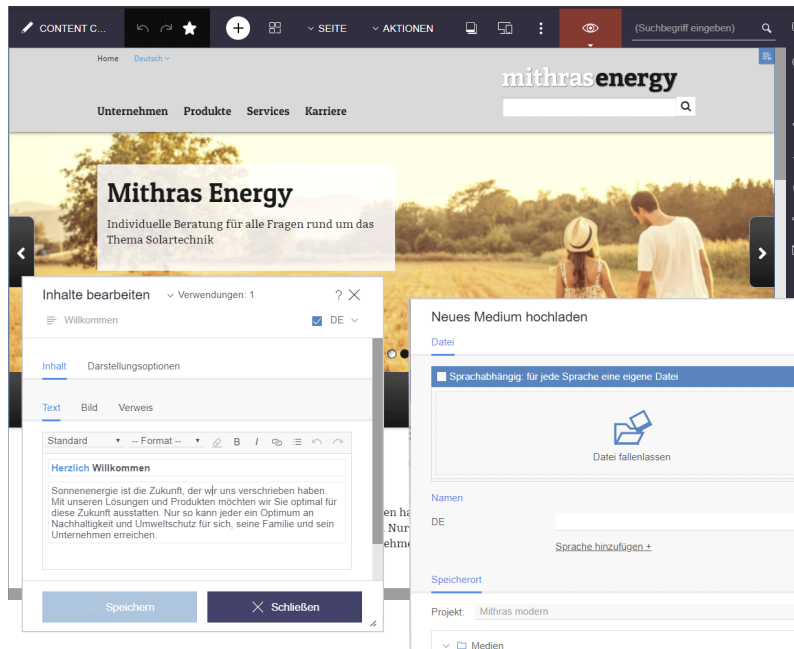 CONTENT C...
SEITE
AKTIONEN
(Suchbegriff eingeben)
Home Deutsch
mithrasenergy
Unternehmen Produkte Services Karriere
Mithras Energy
Individuelle Beratung für alle Fragen rund um das
Thema Solartechnik
Inhalte bearbeiten Verwendungen: 1 ?
Willkommen DE
Inhalt Darstellungsoptionen
Text Bild Verweis
Standard -- Format -- B I
Herzlich Willkommen
Sonnenenergie ist die Zukunft, der wir uns verschrieben haben.
Mit unseren Lösungen und Produkten möchten wir Sie optimal für
diese Zukunft ausstatten. Nur so kann jeder ein Optimum an
Nachhaltigkeit und Umweltschutz für sich, seine Familie und sein
Unternehmen erreichen.
Speichern Schließen
en ha
Nur
ehme
Neues Medium hochladen
Datei
Sprachabhängig: für jede Sprache eine eigene Datei
Datei fallenlassen
Namen
DE
Sprache hinzufügen +
Speicherort
Projekt: Mithras modern
Medien